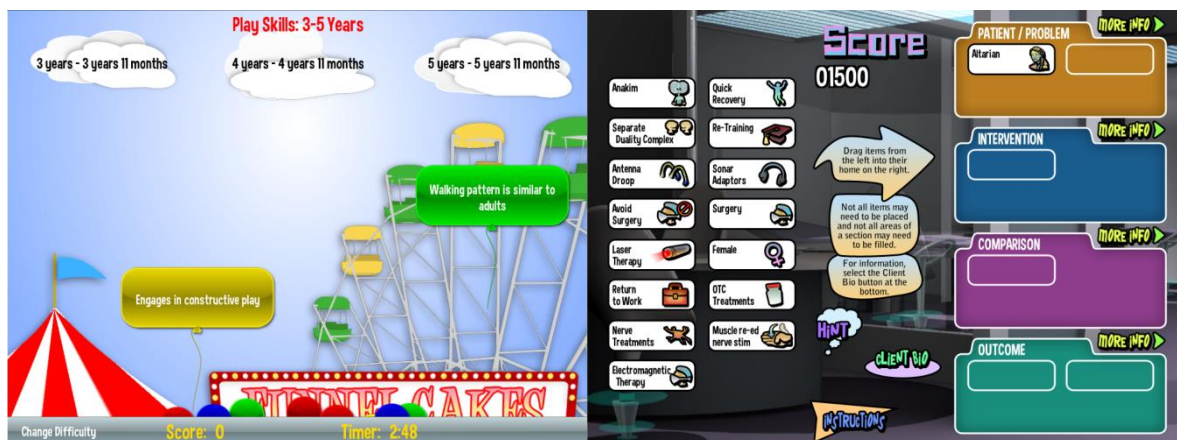 Play Skills: 3-5 Years
3 years - 3 years 11 months
4 years - 4 years 11 months
5 years - 5 years 11 months
Walking pattern is similar to
adults
Engages in constructive play
FUNNEL CAKES
Change Difficulty
Score: 0
Timer: 2:48
Score
01500
Anakim
Quick
Recovery
Separate
Duality Complex
Re-Training
Antenna
Droop
Sonar
Adaptors
Avoid
Surgery
Surgery
Laser
Therapy
Female
Return
to Work
OTC
Treatments
Nerve
Treatments
Muscle re-ed
nerve stim
Electromagnetic
Therapy
Drag items from
the left into their
home on the right.
Not all items may
need to be placed
and not all areas of
a section may need
to be filled.
For information,
select the Client
Bio button at the
bottom.
HINT
CLIENT BIO
INSTRUCTIONS
MORE INFO
PATIENT / PROBLEM
Altarian
MORE INFO
INTERVENTION
MORE INFO
COMPARISON
MORE INFO
OUTCOME